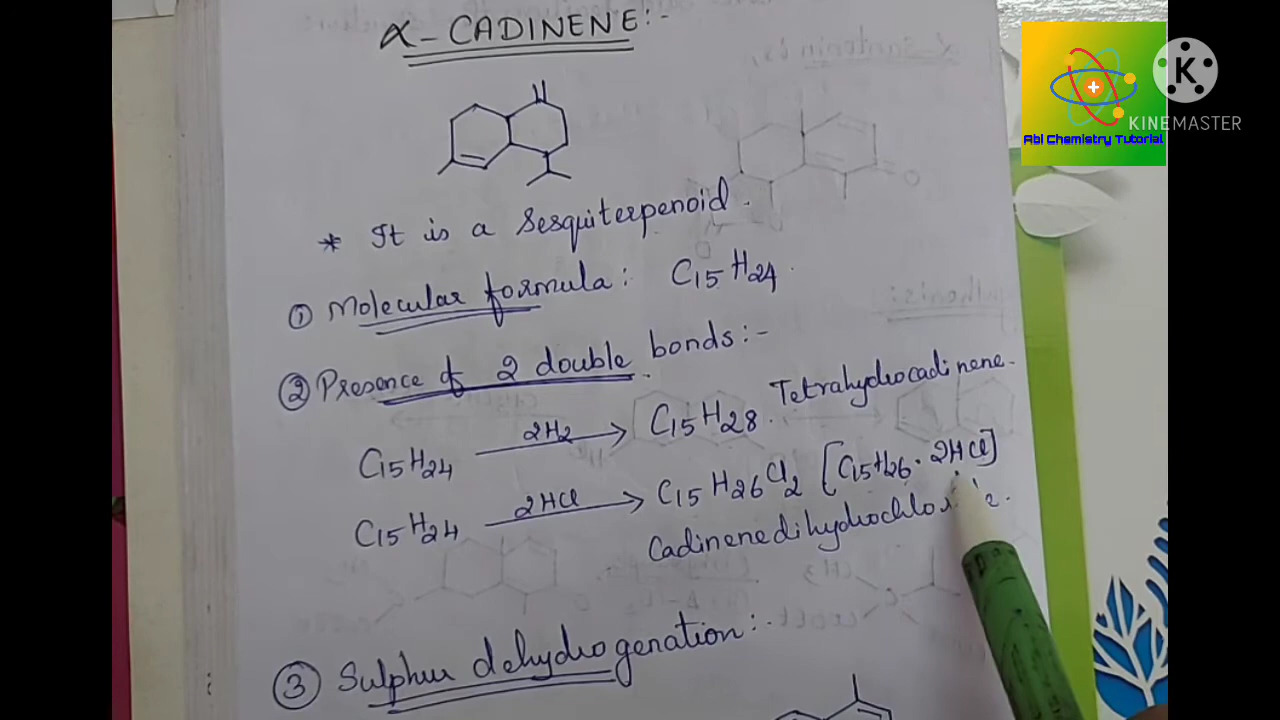 α-CADINENE:-
* It is a Sesquiterpenoid.
① Molecular formula: C15H24.
② Presence of 2 double bonds:-
C15H24 2H2→ C15H28. Tetrahydrocadinene.
C15H24 2HCl→ C15H26Cl2 [C15H26·2HCl]
Cadinenedihydrochlo
③ Sulphur dehydrogenation:-
K
KINEMASTER
Abi Chemistry Tutorial